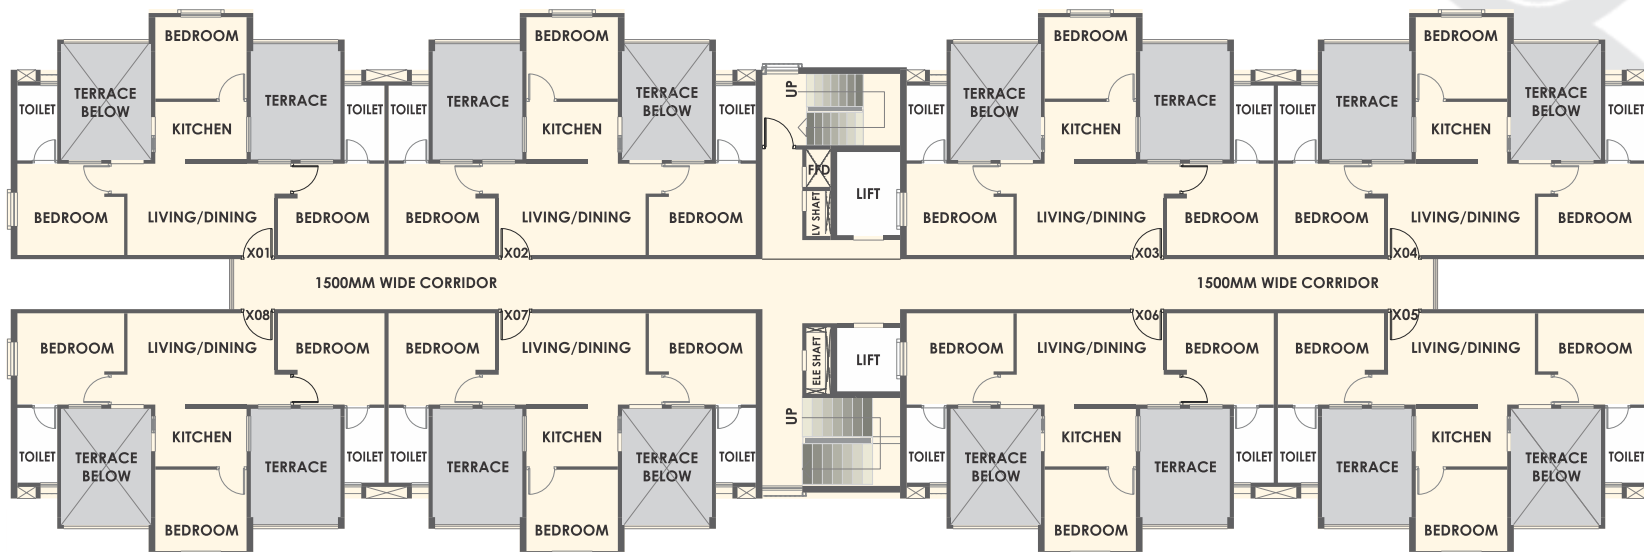 BEDROOM BEDROOM BEDROOM BEDROOM
TERRACE BELOW TERRACE TERRACE TERRACE BELOW UP TERRACE BELOW TERRACE TERRACE TERRACE BELOW
TOILET TOILET TOILET TOILET TOILET TOILET TOILET TOILET
KITCHEN KITCHEN KITCHEN KITCHEN
FFD
LV SHAFT LIFT
BEDROOM LIVING/DINING BEDROOM BEDROOM LIVING/DINING BEDROOM BEDROOM LIVING/DINING BEDROOM BEDROOM LIVING/DINING BEDROOM
X01 X02 X03 X04
1500MM WIDE CORRIDOR 1500MM WIDE CORRIDOR
X08 X07 X06 X05
BEDROOM LIVING/DINING BEDROOM BEDROOM LIVING/DINING BEDROOM BEDROOM LIVING/DINING BEDROOM BEDROOM LIVING/DINING BEDROOM
ELE SHAFT LIFT
UP
KITCHEN KITCHEN KITCHEN KITCHEN
TOILET TOILET TOILET TOILET TOILET TOILET TOILET TOILET
TERRACE BELOW TERRACE TERRACE TERRACE BELOW TERRACE BELOW TERRACE TERRACE TERRACE BELOW
BEDROOM BEDROOM BEDROOM BEDROOM